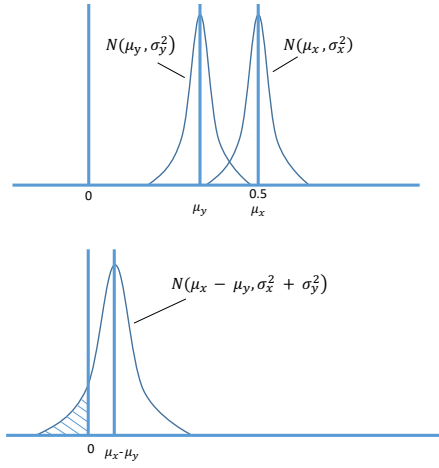 N(μy, σy²) N(μx, σx²)
0 0.5
μy μx
N(μx − μy, σx² + σy²)
0 μx-μy